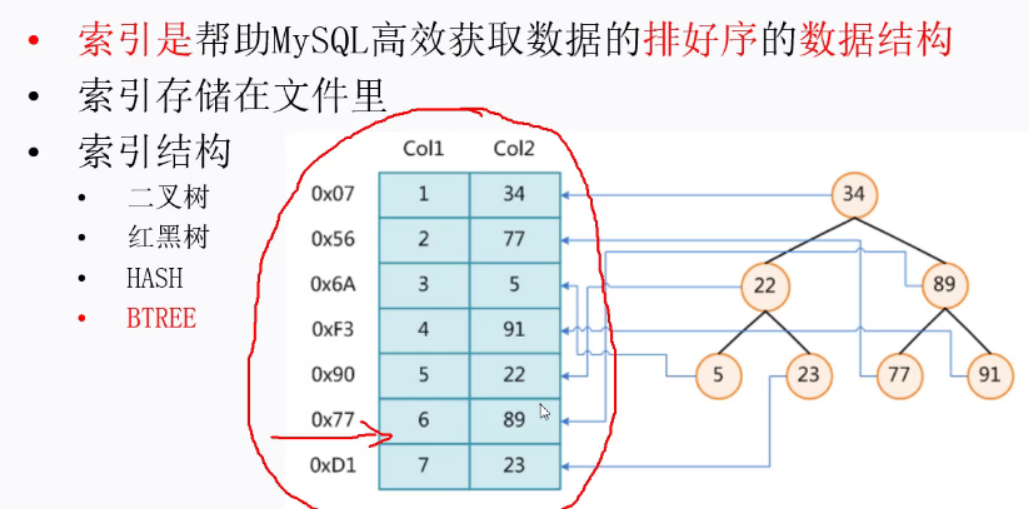 索引是帮助MySQL高效获取数据的排好序的数据结构
索引存储在文件里
索引结构
二叉树
红黑树
HASH
BTREE
Col1 Col2
0x07 1 34
0x56 2 77
0x6A 3 5
0xF3 4 91
0x90 5 22
0x77 6 89
0xD1 7 23
34
22 89
5 23 77 91